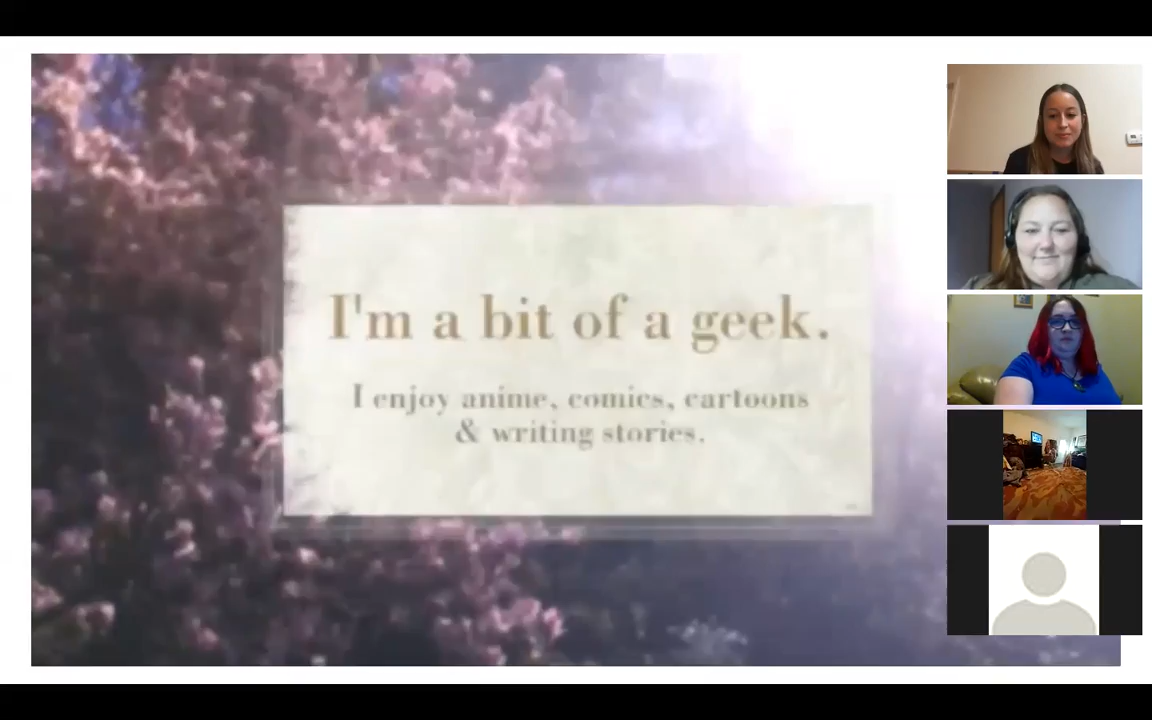 I'm a bit of a geek.
I enjoy anime, comics, cartoons
& writing stories.